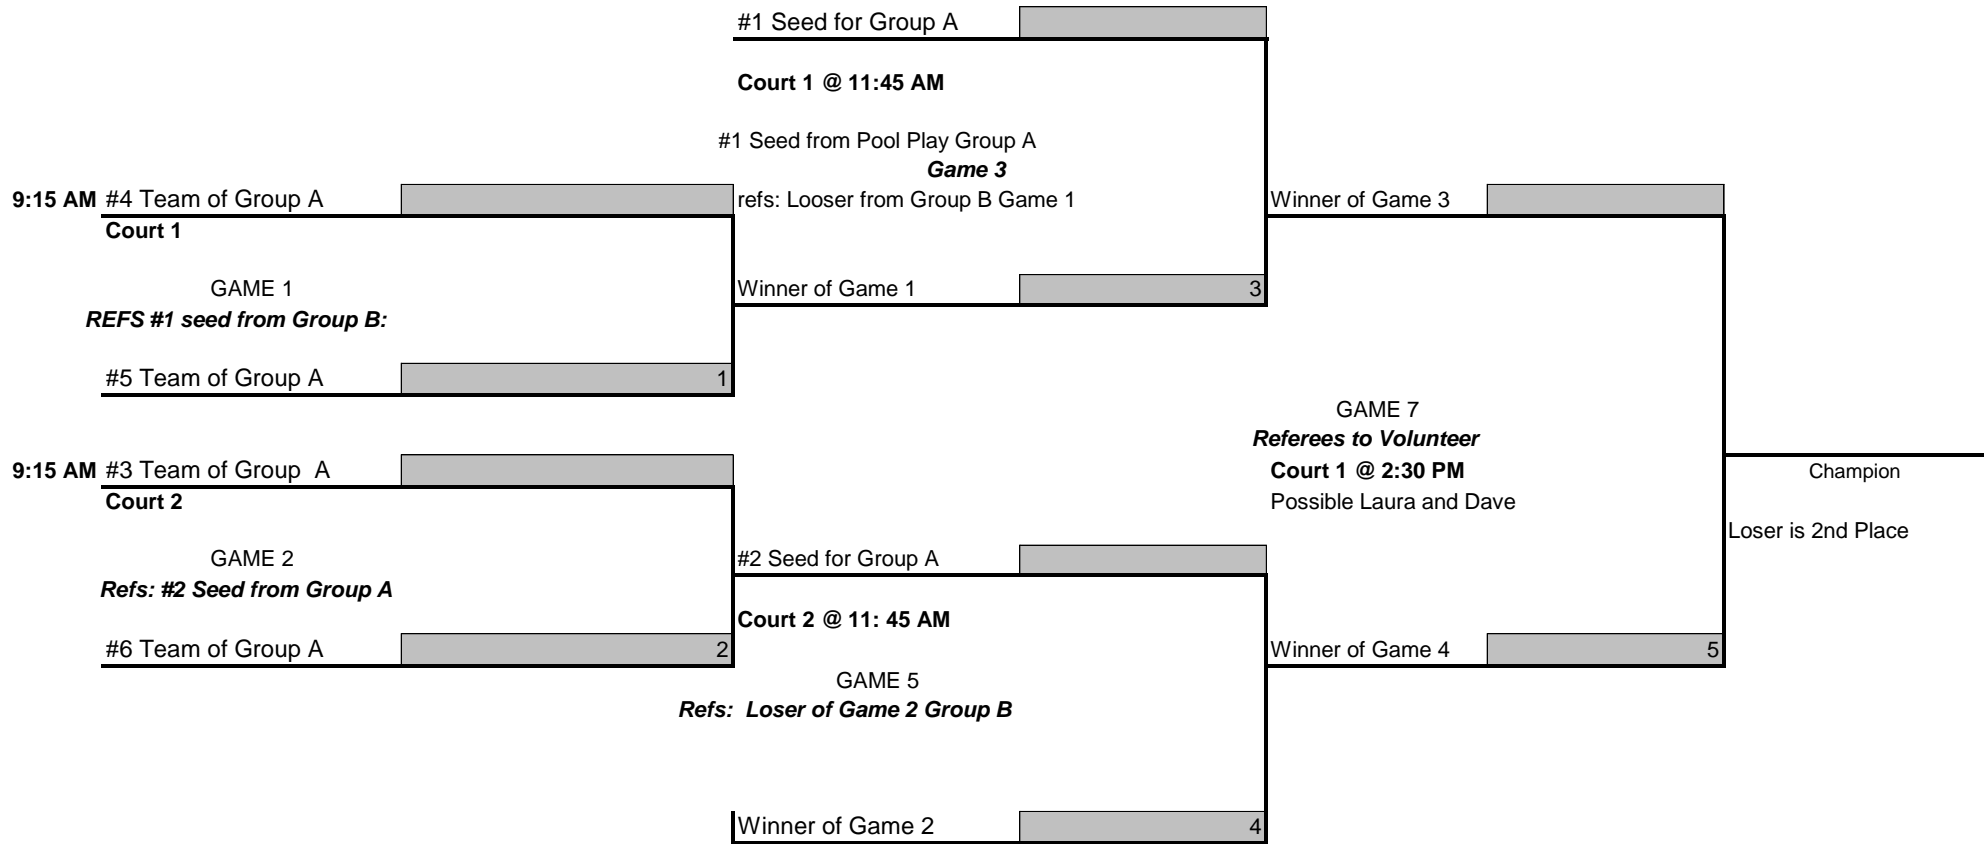 #1 Seed for Group A
Court 1 @ 11:45 AM
#1 Seed from Pool Play Group A
Game 3
9:15 AM #4 Team of Group A
refs: Looser from Group B Game 1
Winner of Game 3
Court 1
GAME 1
Winner of Game 1
3
REFS #1 seed from Group B:
#5 Team of Group A
1
GAME 7
Referees to Volunteer
9:15 AM #3 Team of Group  A
Court 1 @ 2:30 PM
Champion
Court 2
Possible Laura and Dave
Loser is 2nd Place
GAME 2
#2 Seed for Group A
Refs: #2 Seed from Group A
Court 2 @ 11: 45 AM
#6 Team of Group A
2
Winner of Game 4
5
GAME 5
Refs:  Loser of Game 2 Group B
Winner of Game 2
4